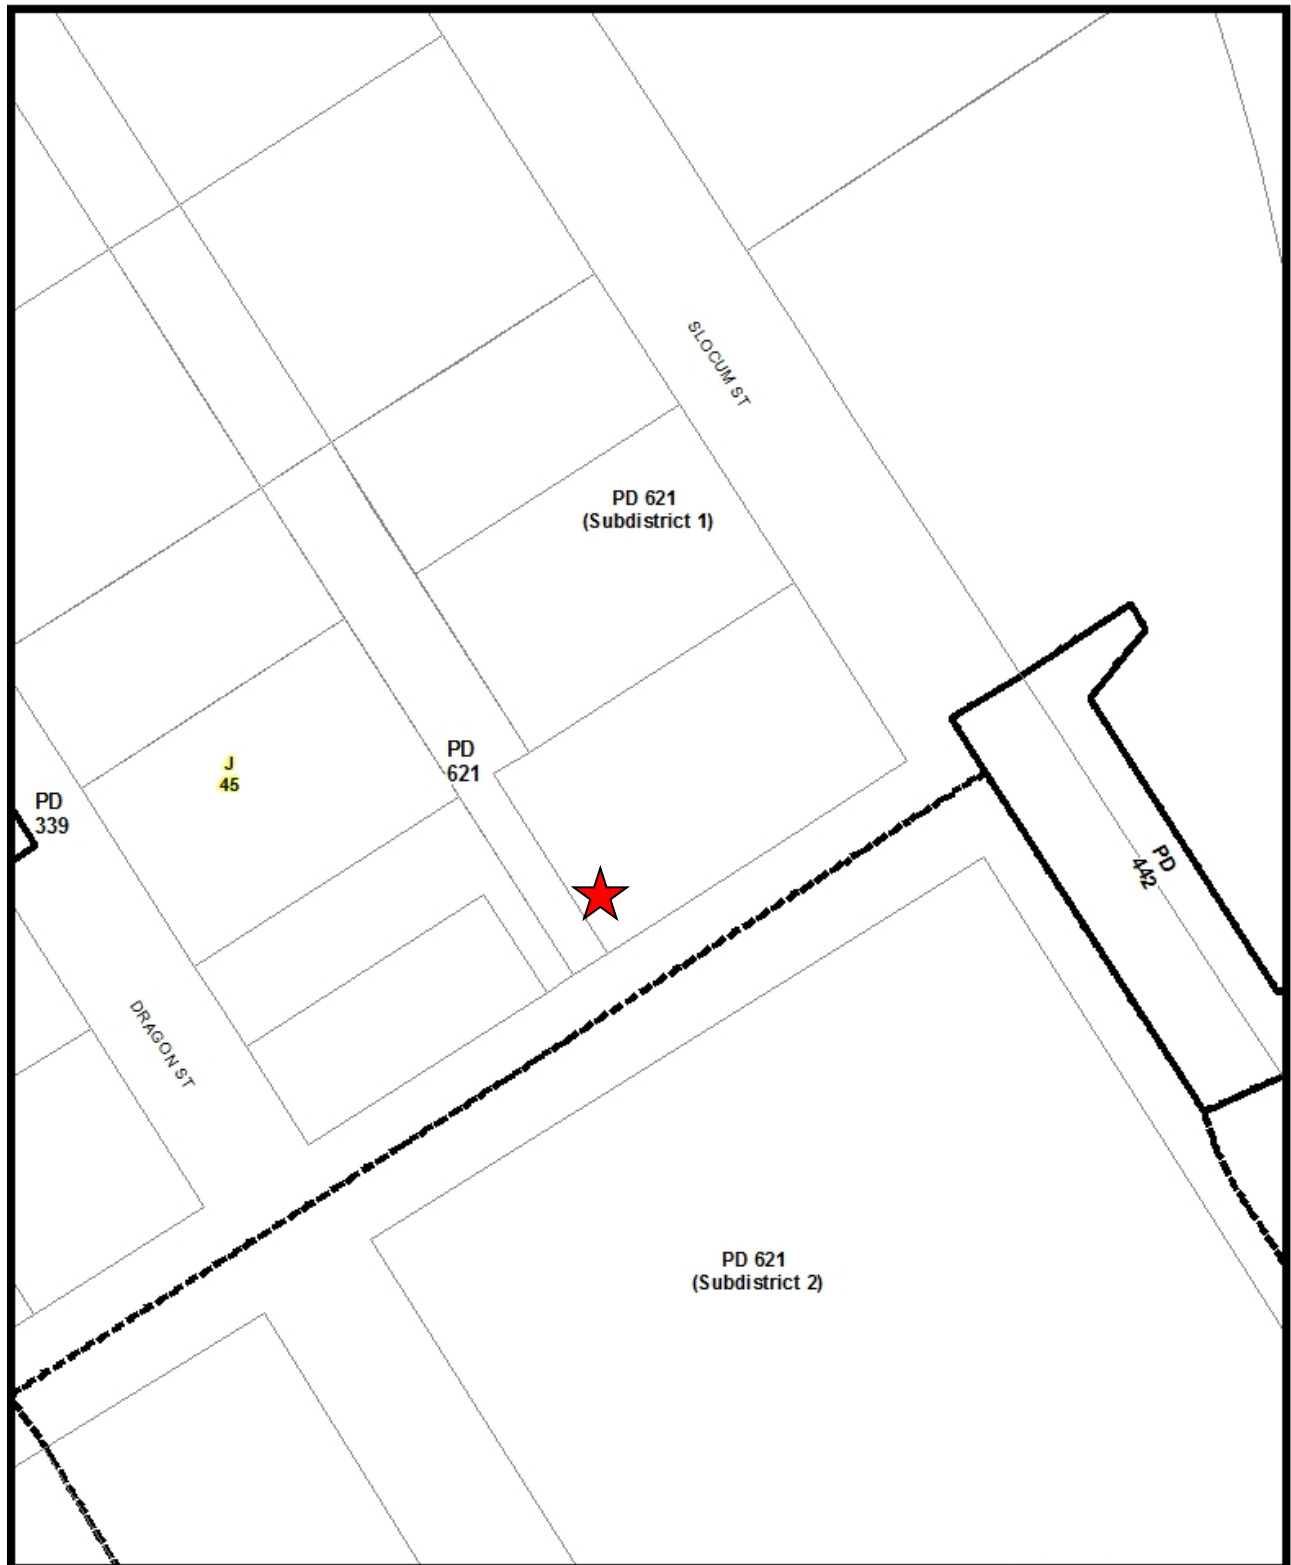 SLOCUM ST
PD 621
(Subdistrict 1)
PD
621
J
45
PD
339
PD
442
DRAGON ST
PD 621
(Subdistrict 2)